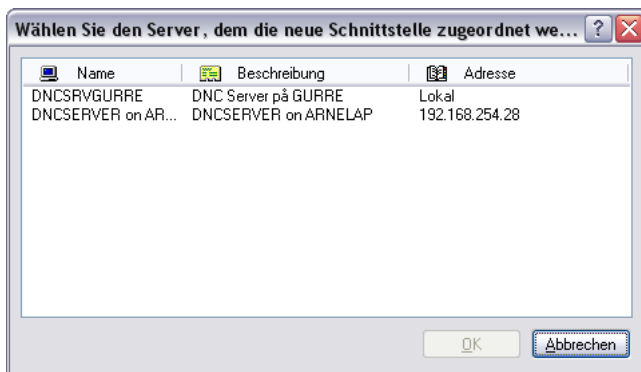 Wählen Sie den Server, dem die neue Schnittstelle zugeordnet we...
Name Beschreibung Adresse
DNCSRVGURRE DNC Server på GURRE Lokal
DNCSERVER on AR... DNCSERVER on ARNELAP 192.168.254.28
OK Abbrechen